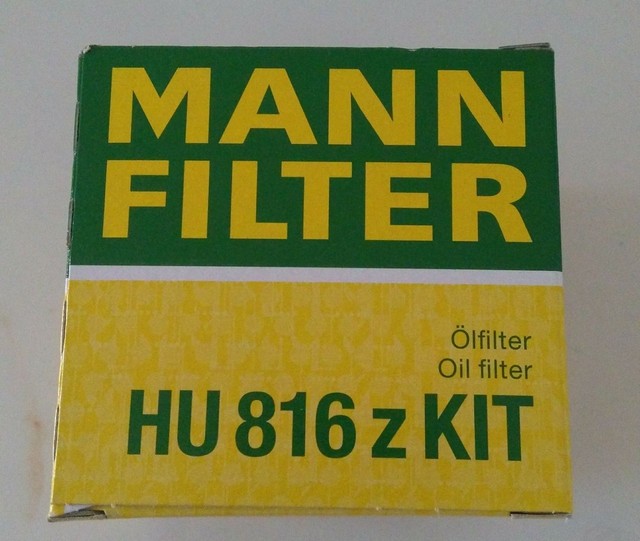 MANN
FILTER
Ölfilter
Oil filter
HU 816 z KIT